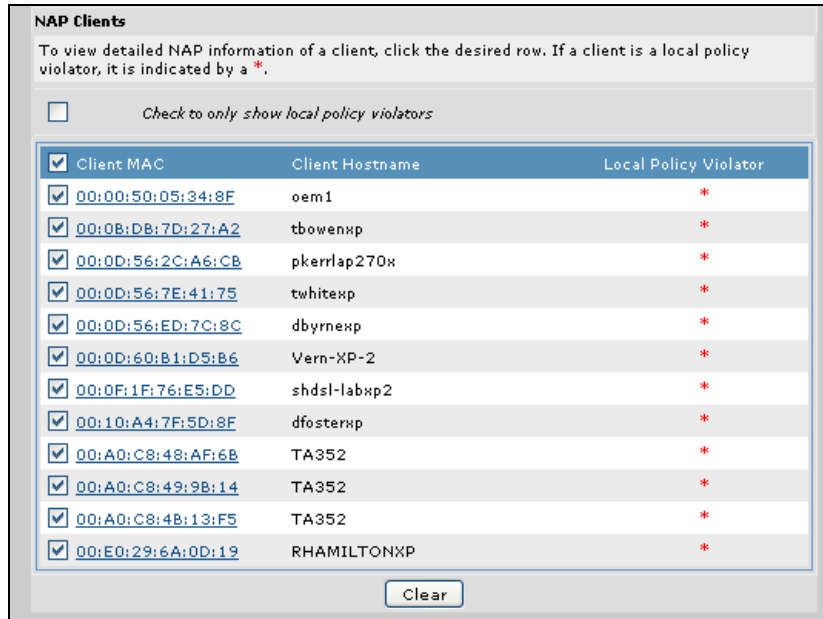 NAP Clients
To view detailed NAP information of a client, click the desired row. If a client is a local policy
violator, it is indicated by a *.
Check to only show local policy violators
Client MAC Client Hostname Local Policy Violator
00:00:50:05:34:8F oem1 *
00:0B:DB:7D:27:A2 tbowenxp *
00:0D:56:2C:A6:CB pkerrlap270x *
00:0D:56:7E:41:75 twhitexp *
00:0D:56:ED:7C:8C dbyrnexp *
00:0D:60:B1:D5:B6 Vern-XP-2 *
00:0F:1F:76:E5:DD shdsl-labxp2 *
00:10:A4:7F:5D:8F dfosterxp *
00:A0:C8:48:AF:6B TA352 *
00:A0:C8:49:9B:14 TA352 *
00:A0:C8:4B:13:F5 TA352 *
00:E0:29:6A:0D:19 RHAMILTONXP *
Clear